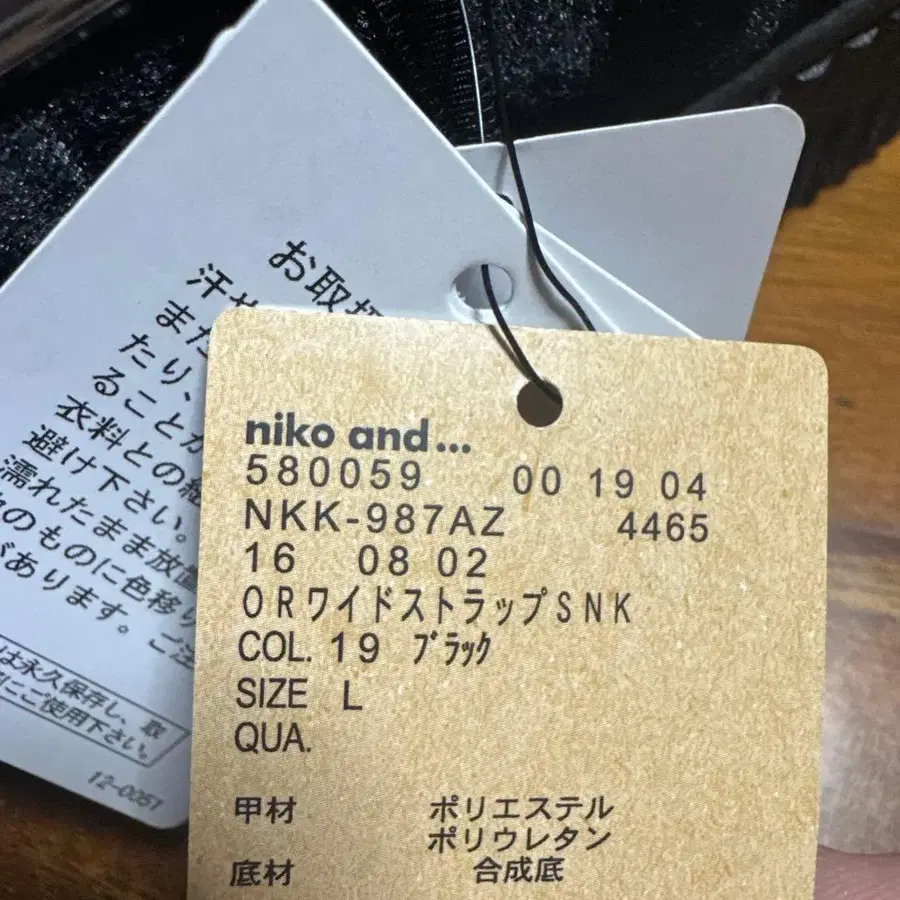 niko and...
580059 00 19 04
NKK-987AZ 4465
16 08 02
ORワイドストラップSNK
COL. 19 ブラック
SIZE L
QUA.
甲材 ポリエステル
ポリウレタン
底材 合成底
お取扱
汗や
また
たり、
ることが
衣料との
避け下さい。
濡れたまま放置
のものに色移り
があります。ご注
は永久保存し、取
にご使用下さい。
12-0051